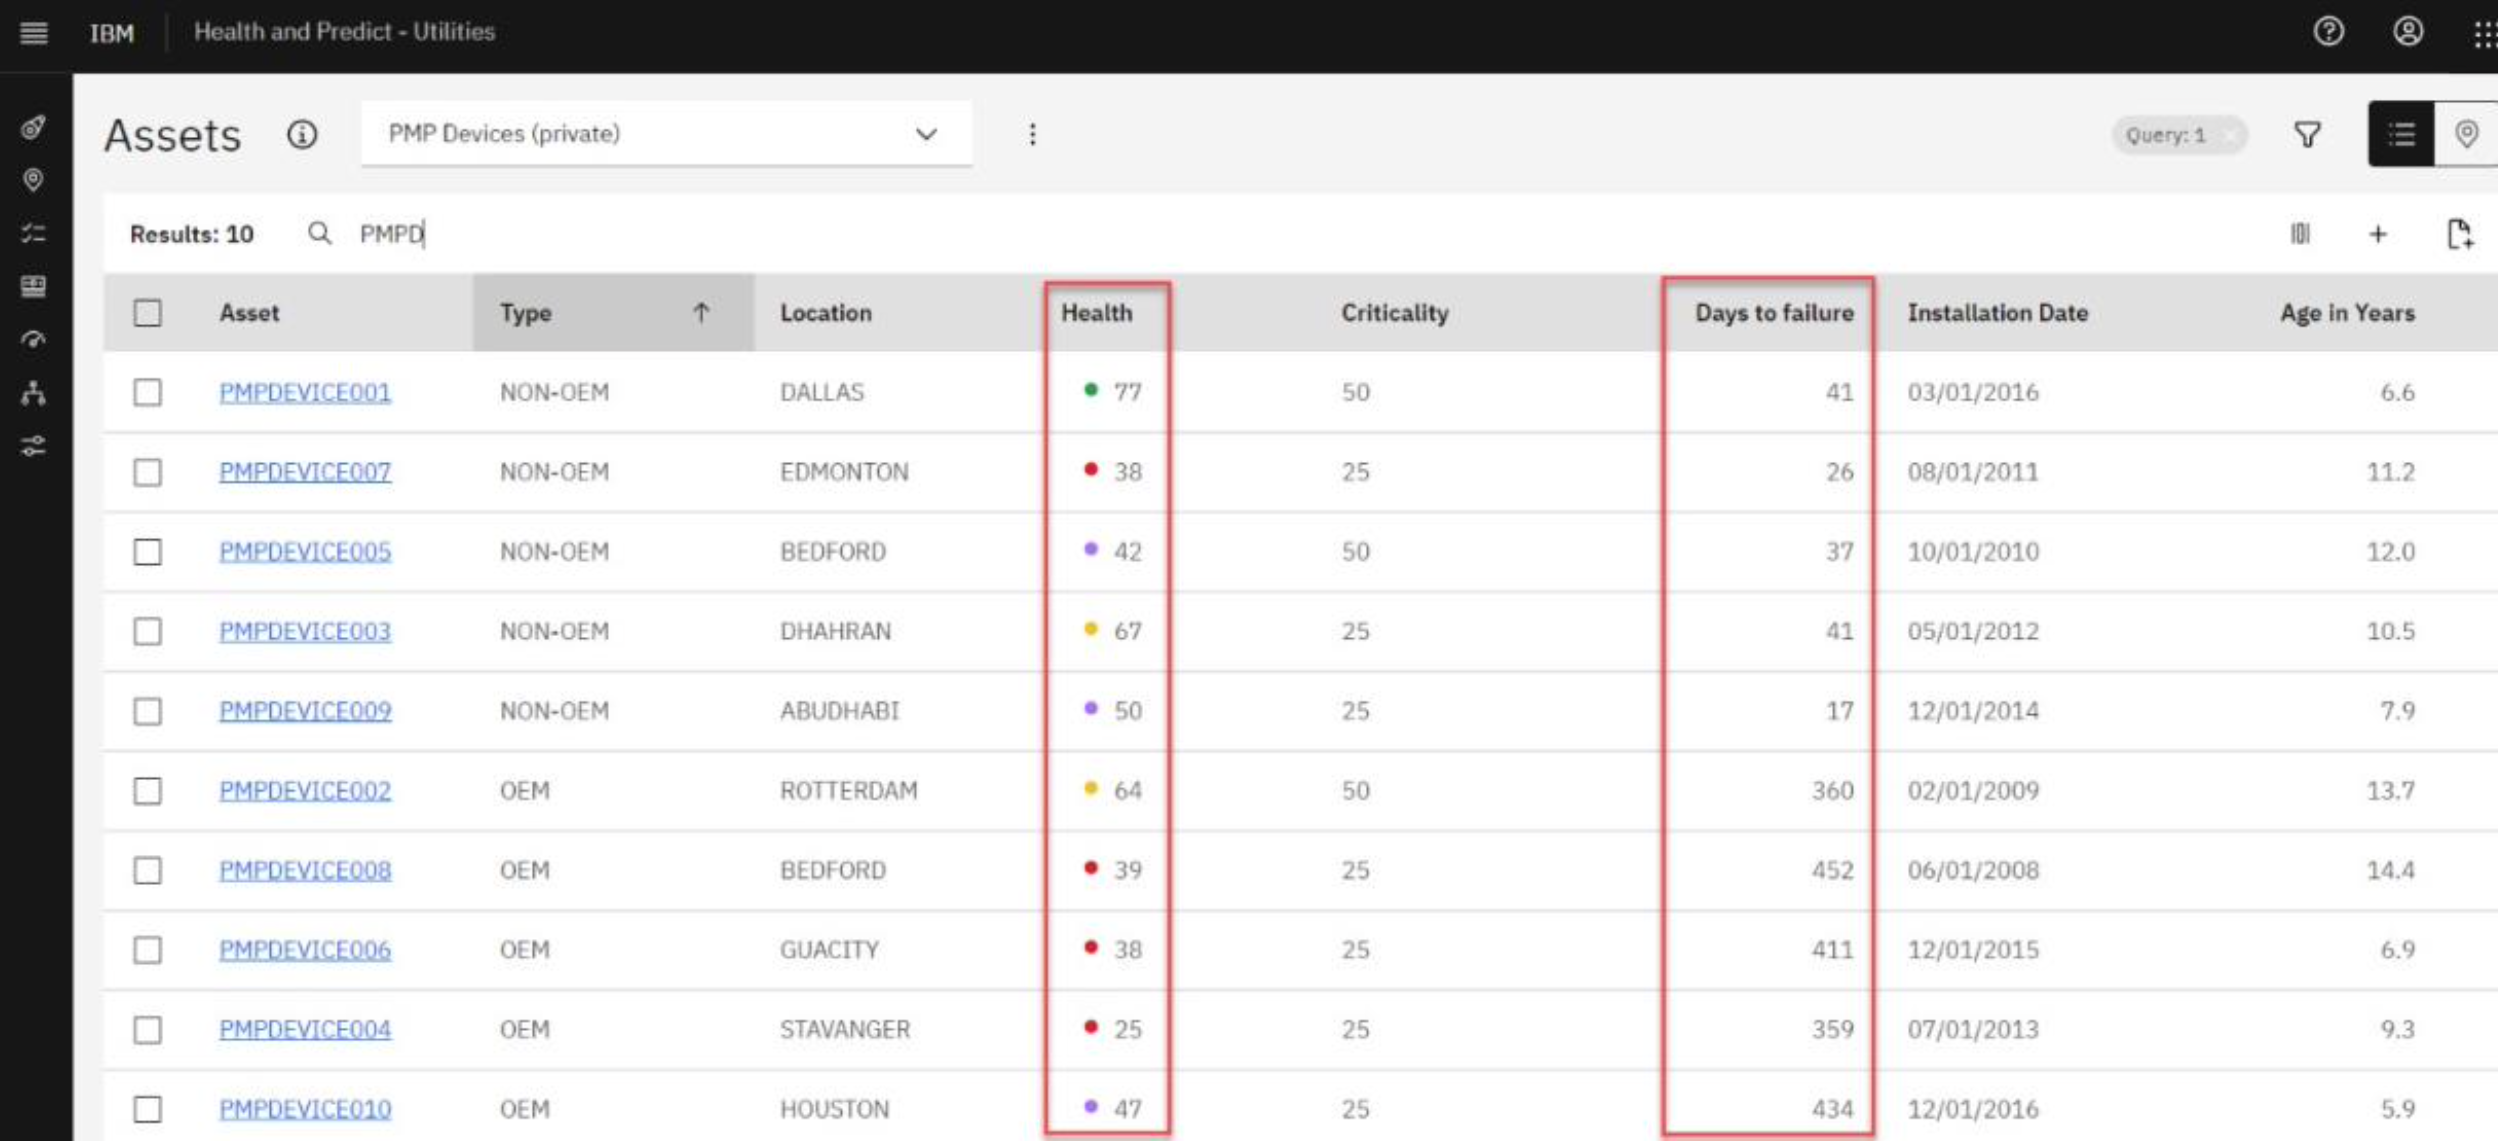 IBM Health and Predict - Utilities
Assets PMP Devices (private) Query: 1
Results: 10 PMPD
Asset Type Location Health Criticality Days to failure Installation Date Age in Years
PMPDEVICE001 NON-OEM DALLAS 77 50 41 03/01/2016 6.6
PMPDEVICE007 NON-OEM EDMONTON 38 25 26 08/01/2011 11.2
PMPDEVICE005 NON-OEM BEDFORD 42 50 37 10/01/2010 12.0
PMPDEVICE003 NON-OEM DHAHRAN 67 25 41 05/01/2012 10.5
PMPDEVICE009 NON-OEM ABUDHABI 50 25 17 12/01/2014 7.9
PMPDEVICE002 OEM ROTTERDAM 64 50 360 02/01/2009 13.7
PMPDEVICE008 OEM BEDFORD 39 25 452 06/01/2008 14.4
PMPDEVICE006 OEM GUACITY 38 25 411 12/01/2015 6.9
PMPDEVICE004 OEM STAVANGER 25 25 359 07/01/2013 9.3
PMPDEVICE010 OEM HOUSTON 47 25 434 12/01/2016 5.9